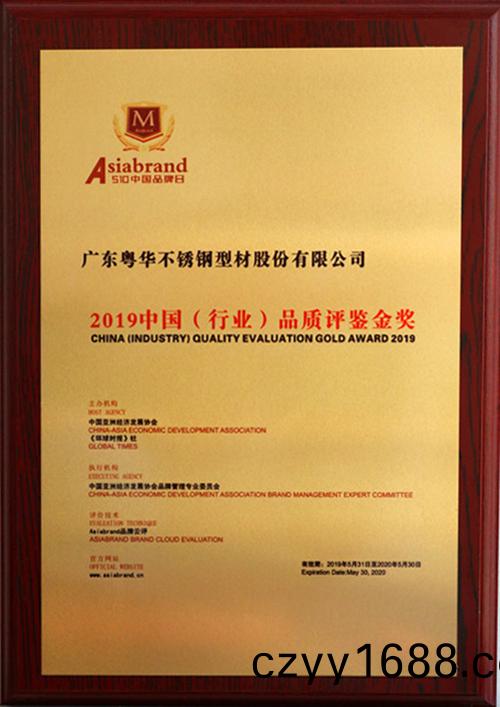 M
Asiabrand
510中国品牌日
广东粤华不锈钢型材股份有限公司
2019中国（行业）品质评鉴金奖
CHINA (INDUSTRY) QUALITY EVALUATION GOLD AWARD 2019
主办机构
HOST AGENCY
中国亚洲经济发展协会
CHINA-ASIA ECONOMIC DEVELOPMENT ASSOCIATION
《环球时报》社
GLOBAL TIMES
执行机构
EXECUTING AGENCY
中国亚洲经济发展协会品牌管理专业委员会
CHINA-ASIA ECONOMIC DEVELOPMENT ASSOCIATION BRAND MANAGEMENT EXPERT COMMITTEE
评价技术
EVALUATION TECHNIQUE
Asiabrand品牌云评
ASIABRAND BRAND CLOUD EVALUATION
官方网站
OFFICIAL WEBSITE
www.asiabrand.cn
有效期：2019年5月31日至2020年5月30日
Expiration Date:May 30, 2020
czyy1688.co